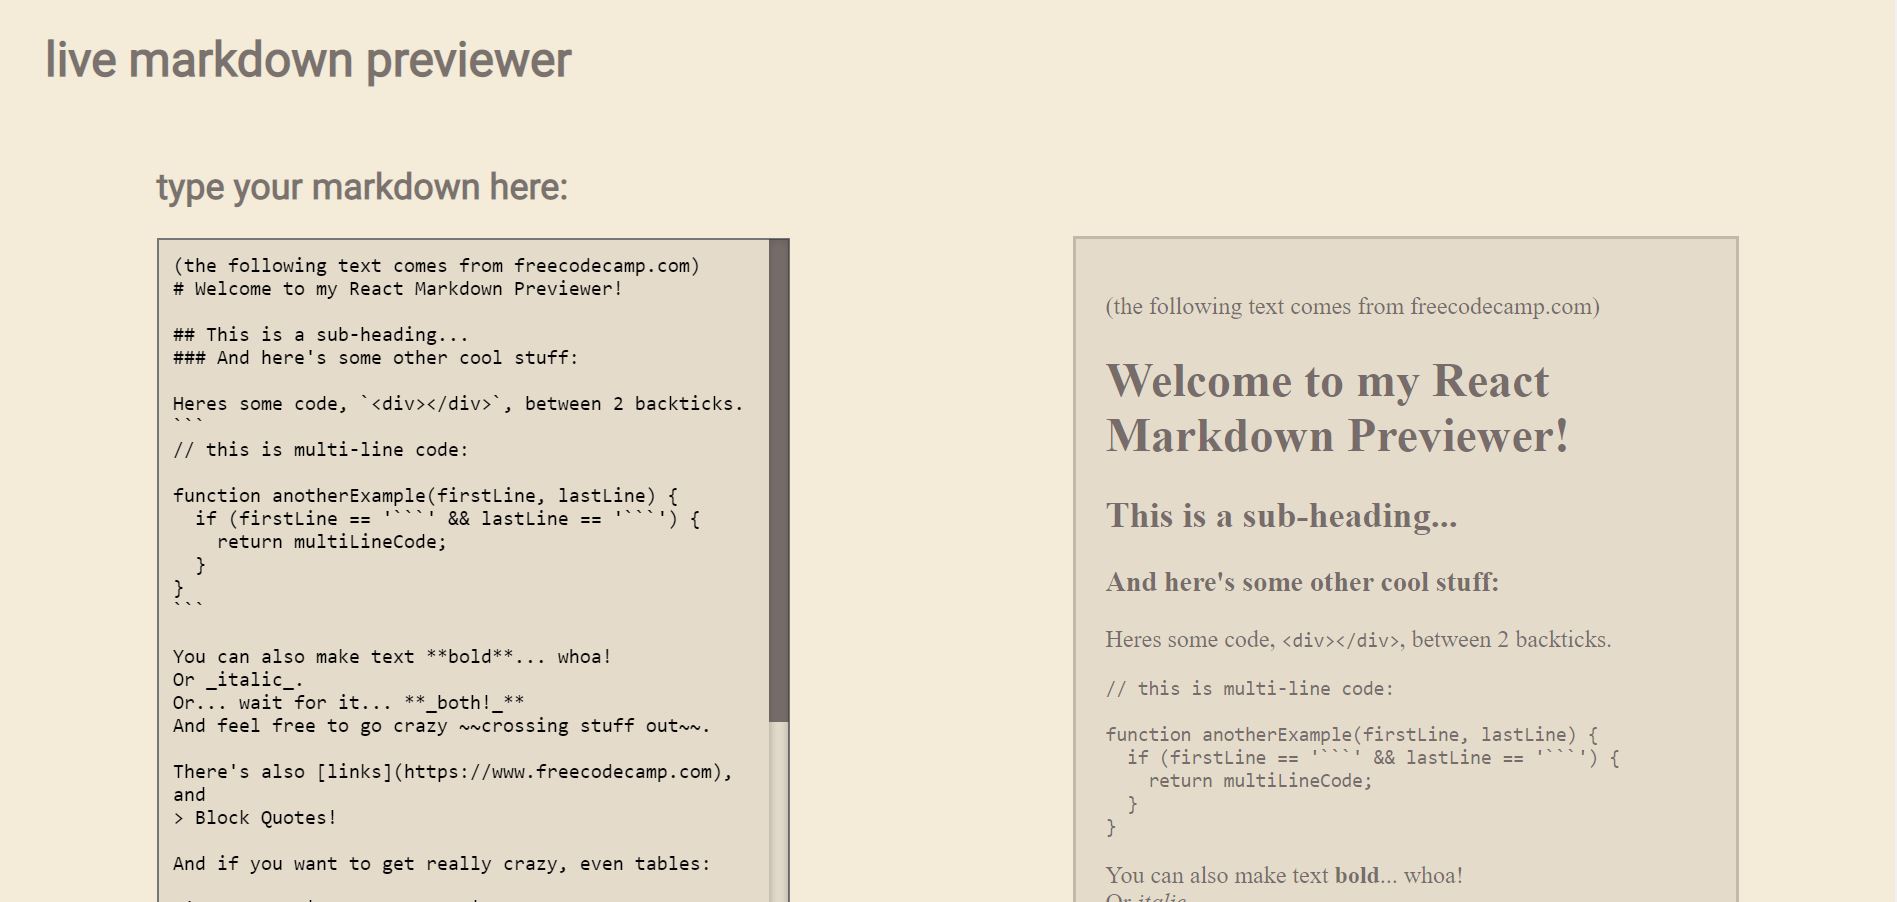 live markdown previewer
type your markdown here:
(the following text comes from freecodecamp.com)
# Welcome to my React Markdown Previewer!
## This is a sub-heading...
### And here's some other cool stuff:
Heres some code, `<div></div>`, between 2 backticks.
```
// this is multi-line code:
function anotherExample(firstLine, lastLine) {
  if (firstLine == '```' && lastLine == '```') {
    return multiLineCode;
  }
}
```
You can also make text **bold**... whoa!
Or _italic_.
Or... wait for it... **_both!_**
And feel free to go crazy ~~crossing stuff out~~.
There's also [links](https://www.freecodecamp.com),
and
> Block Quotes!
And if you want to get really crazy, even tables:
(the following text comes from freecodecamp.com)
Welcome to my React
Markdown Previewer!
This is a sub-heading...
And here's some other cool stuff:
Heres some code, <div></div>, between 2 backticks.
// this is multi-line code:
function anotherExample(firstLine, lastLine) {
  if (firstLine == '```' && lastLine == '```') {
    return multiLineCode;
  }
}
You can also make text bold... whoa!
Or italic